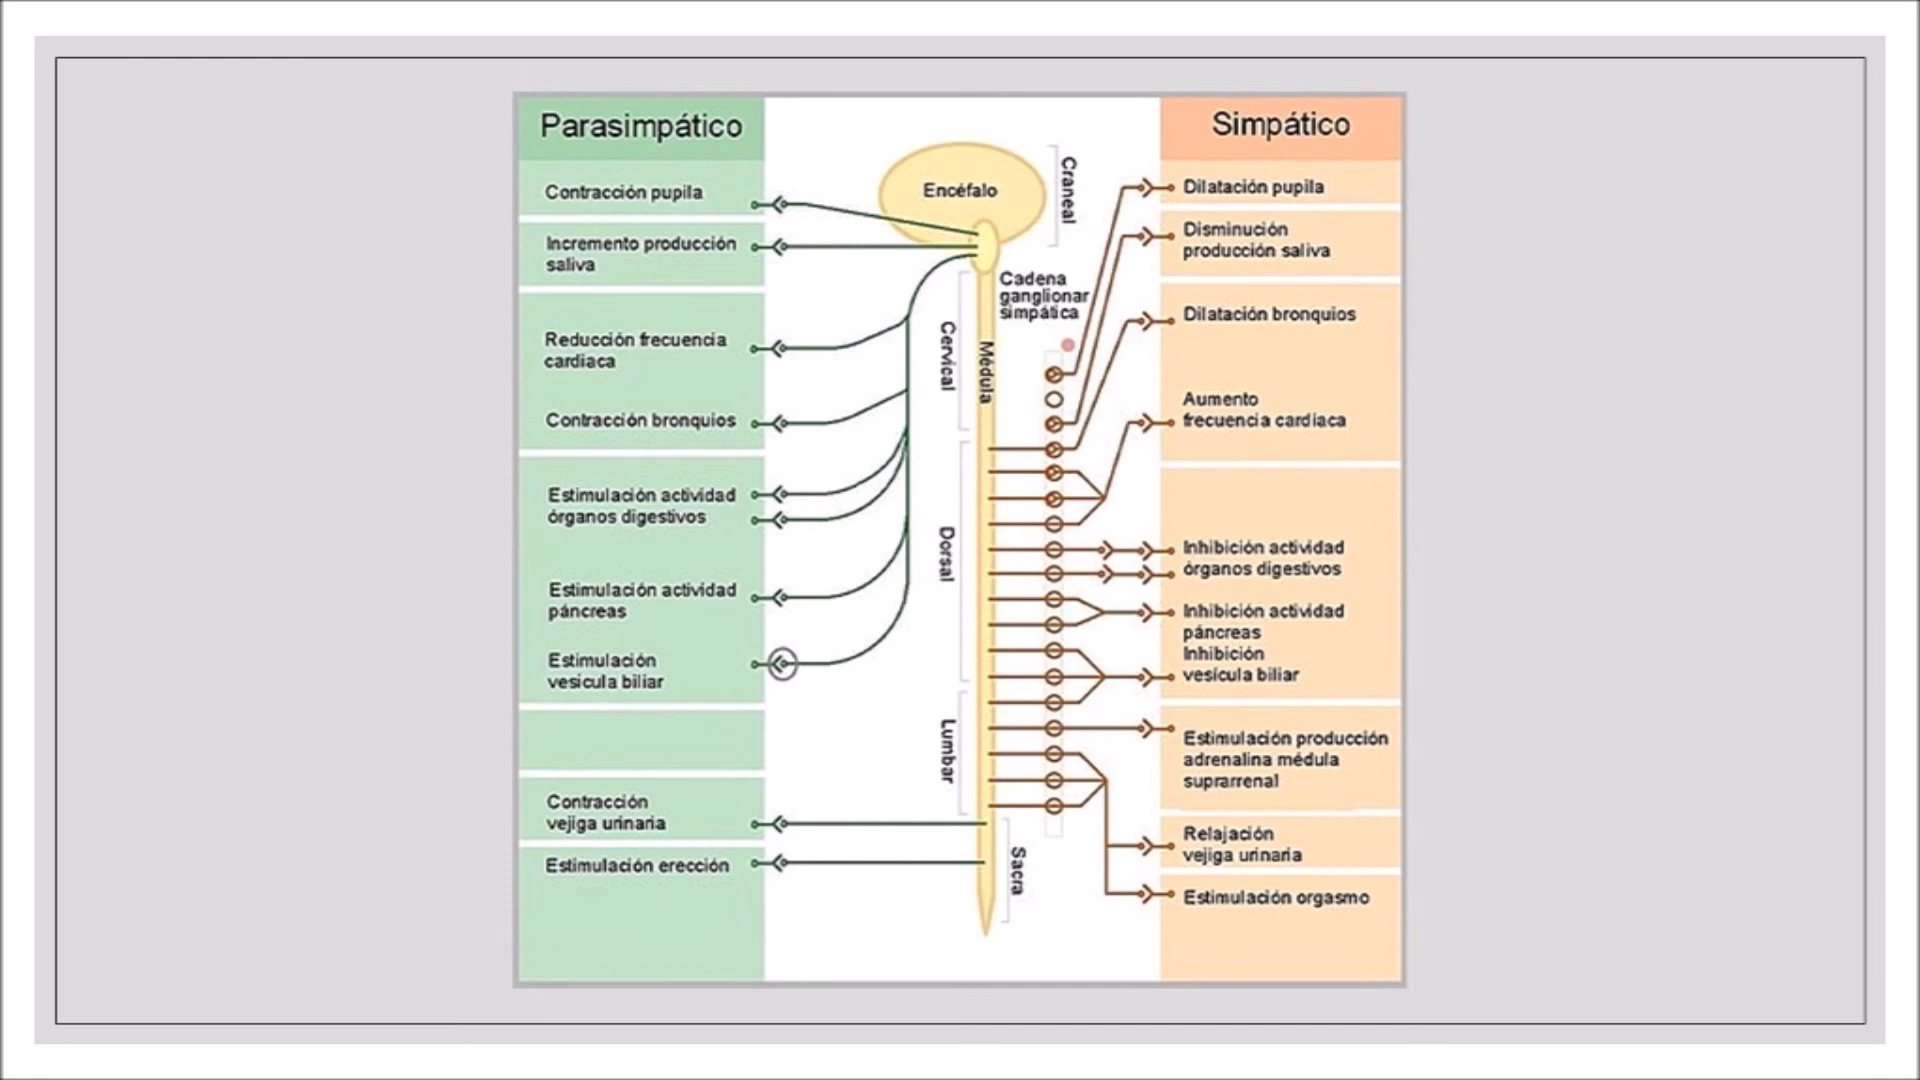 Parasimpático
Contracción pupila
Incremento producción
saliva
Reducción frecuencia
cardiaca
Contracción bronquios
Estimulación actividad
órganos digestivos
Estimulación actividad
páncreas
Estimulación
vesicula biliar
Contracción
vejiga urinaria
Estimulación erección
Encéfalo
Craneal
Cadena
ganglionar
simpática
Cervical
Médula
Dorsal
Lumbar
Sacra
Simpático
Dilatación pupila
Disminución
producción saliva
Dilatación bronquios
Aumento
frecuencia cardiaca
Inhibición actividad
órganos digestivos
Inhibición actividad
páncreas
Inhibición
vesícula biliar
Estimulación producción
adrenalina médula
suprarrenal
Relajación
vejiga urinaria
Estimulación orgasmo